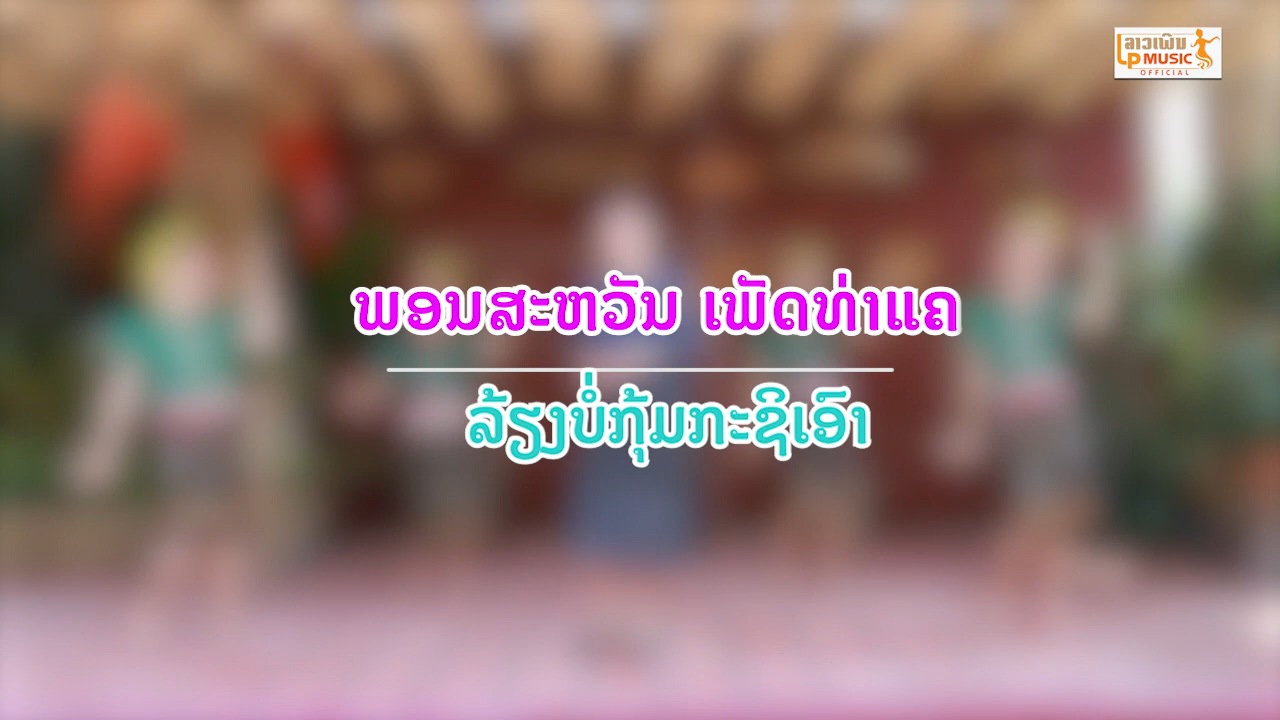 ລາວເພີນ
LP MUSIC
OFFICIAL
ພອນສະຫວັນ ເພັດທ່າແຄ
ລ້ຽງບໍ່ກຸ້ມກະຊິເອົາ